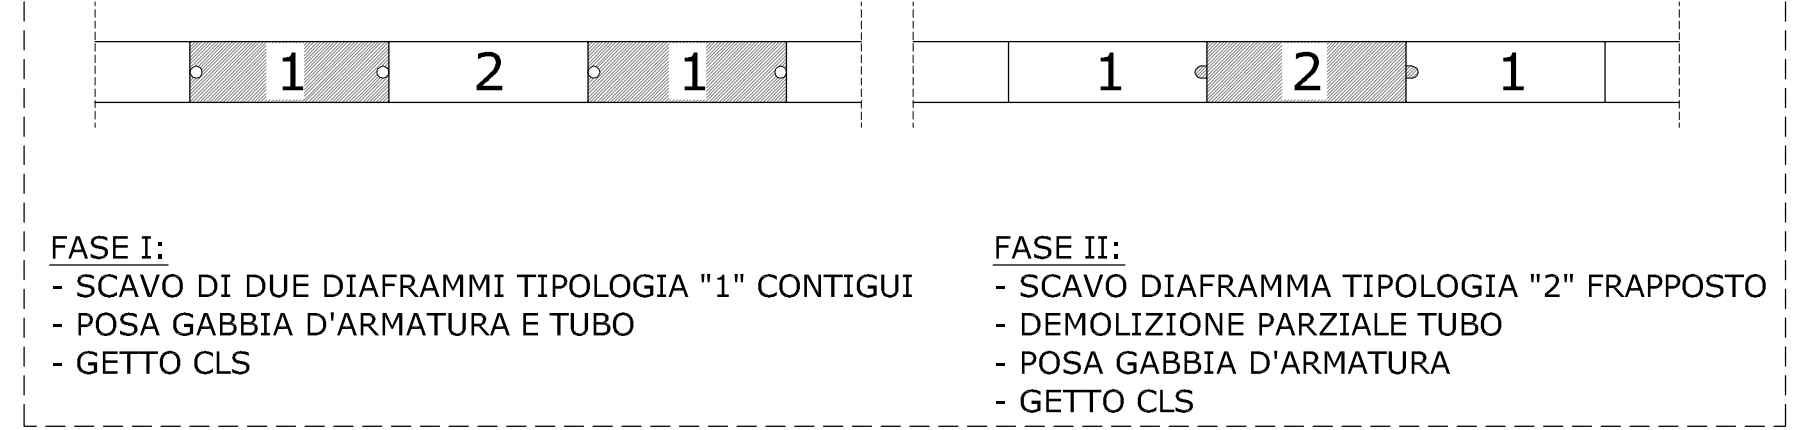 1 2 1
1 2 1
FASE I:
- SCAVO DI DUE DIAFRAMMI TIPOLOGIA "1" CONTIGUI
- POSA GABBIA D'ARMATURA E TUBO
- GETTO CLS
FASE II:
- SCAVO DIAFRAMMA TIPOLOGIA "2" FRAPPOSTO
- DEMOLIZIONE PARZIALE TUBO
- POSA GABBIA D'ARMATURA
- GETTO CLS